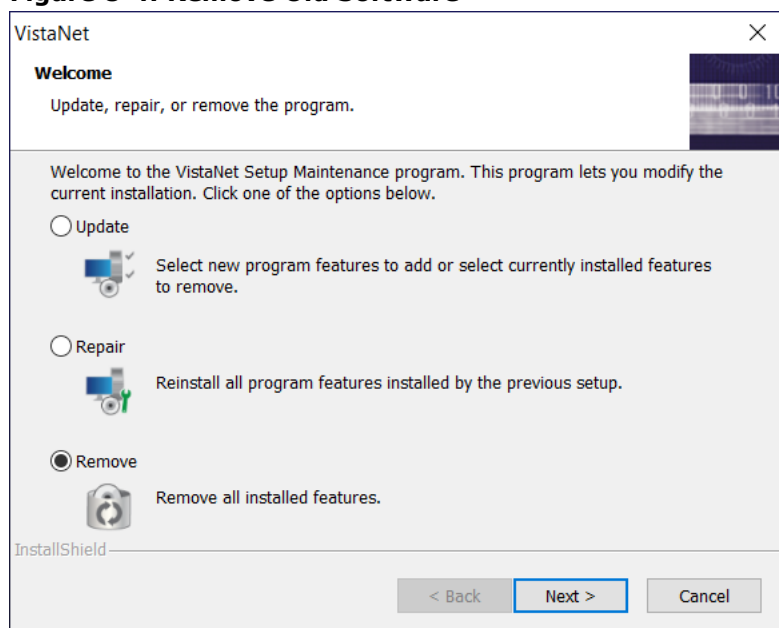 VistaNet
Welcome
Update, repair, or remove the program.
Welcome to the VistaNet Setup Maintenance program. This program lets you modify the
current installation. Click one of the options below.
Update
Select new program features to add or select currently installed features
to remove.
Repair
Reinstall all program features installed by the previous setup.
Remove
Remove all installed features.
InstallShield
< Back
Next >
Cancel